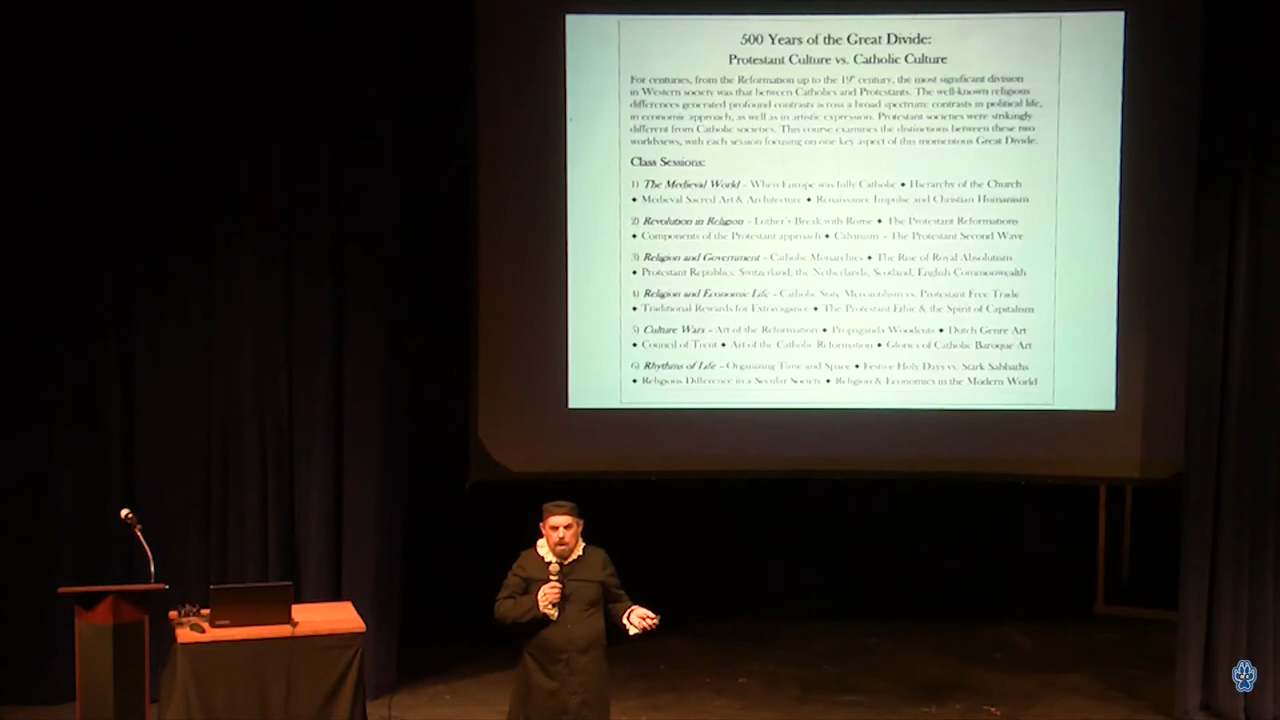 500 Years of the Great Divide:
Protestant Culture vs. Catholic Culture
For centuries, from the Reformation up to the 19th century, the most significant division
in Western society was that between Catholics and Protestants. The well-known religious
differences generated profound contrasts across a broad spectrum: contrasts in political life,
in economic approach, as well as in artistic expression. Protestant societies were strikingly
different from Catholic societies. This course examines the distinctions between these two
worldviews, with each session focusing on one key aspect of this momentous Great Divide.
Class Sessions:
1) The Medieval World – When Europe was fully Catholic ◆ Hierarchy of the Church
◆ Medieval Sacred Art & Architecture ◆ Renaissance Impulse and Christian Humanism
2) Revolution in Religion – Luther's Break with Rome ◆ The Protestant Reformations
◆ Components of the Protestant approach ◆ Calvinism – The Protestant Second Wave
3) Religion and Government – Catholic Monarchies ◆ The Rise of Royal Absolutism
◆ Protestant Republics: Switzerland, the Netherlands, Scotland, English Commonwealth
4) Religion and Economic Life – Catholic State Mercantilism vs. Protestant Free Trade
◆ Traditional Rewards for Extravagance ◆ The Protestant Ethic & the Spirit of Capitalism
5) Culture Wars – Art of the Reformation ◆ Propaganda Woodcuts ◆ Dutch Genre Art
◆ Council of Trent ◆ Art of the Catholic Reformation ◆ Glories of Catholic Baroque Art
6) Rhythms of Life – Organizing Time and Space ◆ Festive Holy Days vs. Stark Sabbaths
◆ Religious Difference in a Secular Society ◆ Religion & Economics in the Modern World